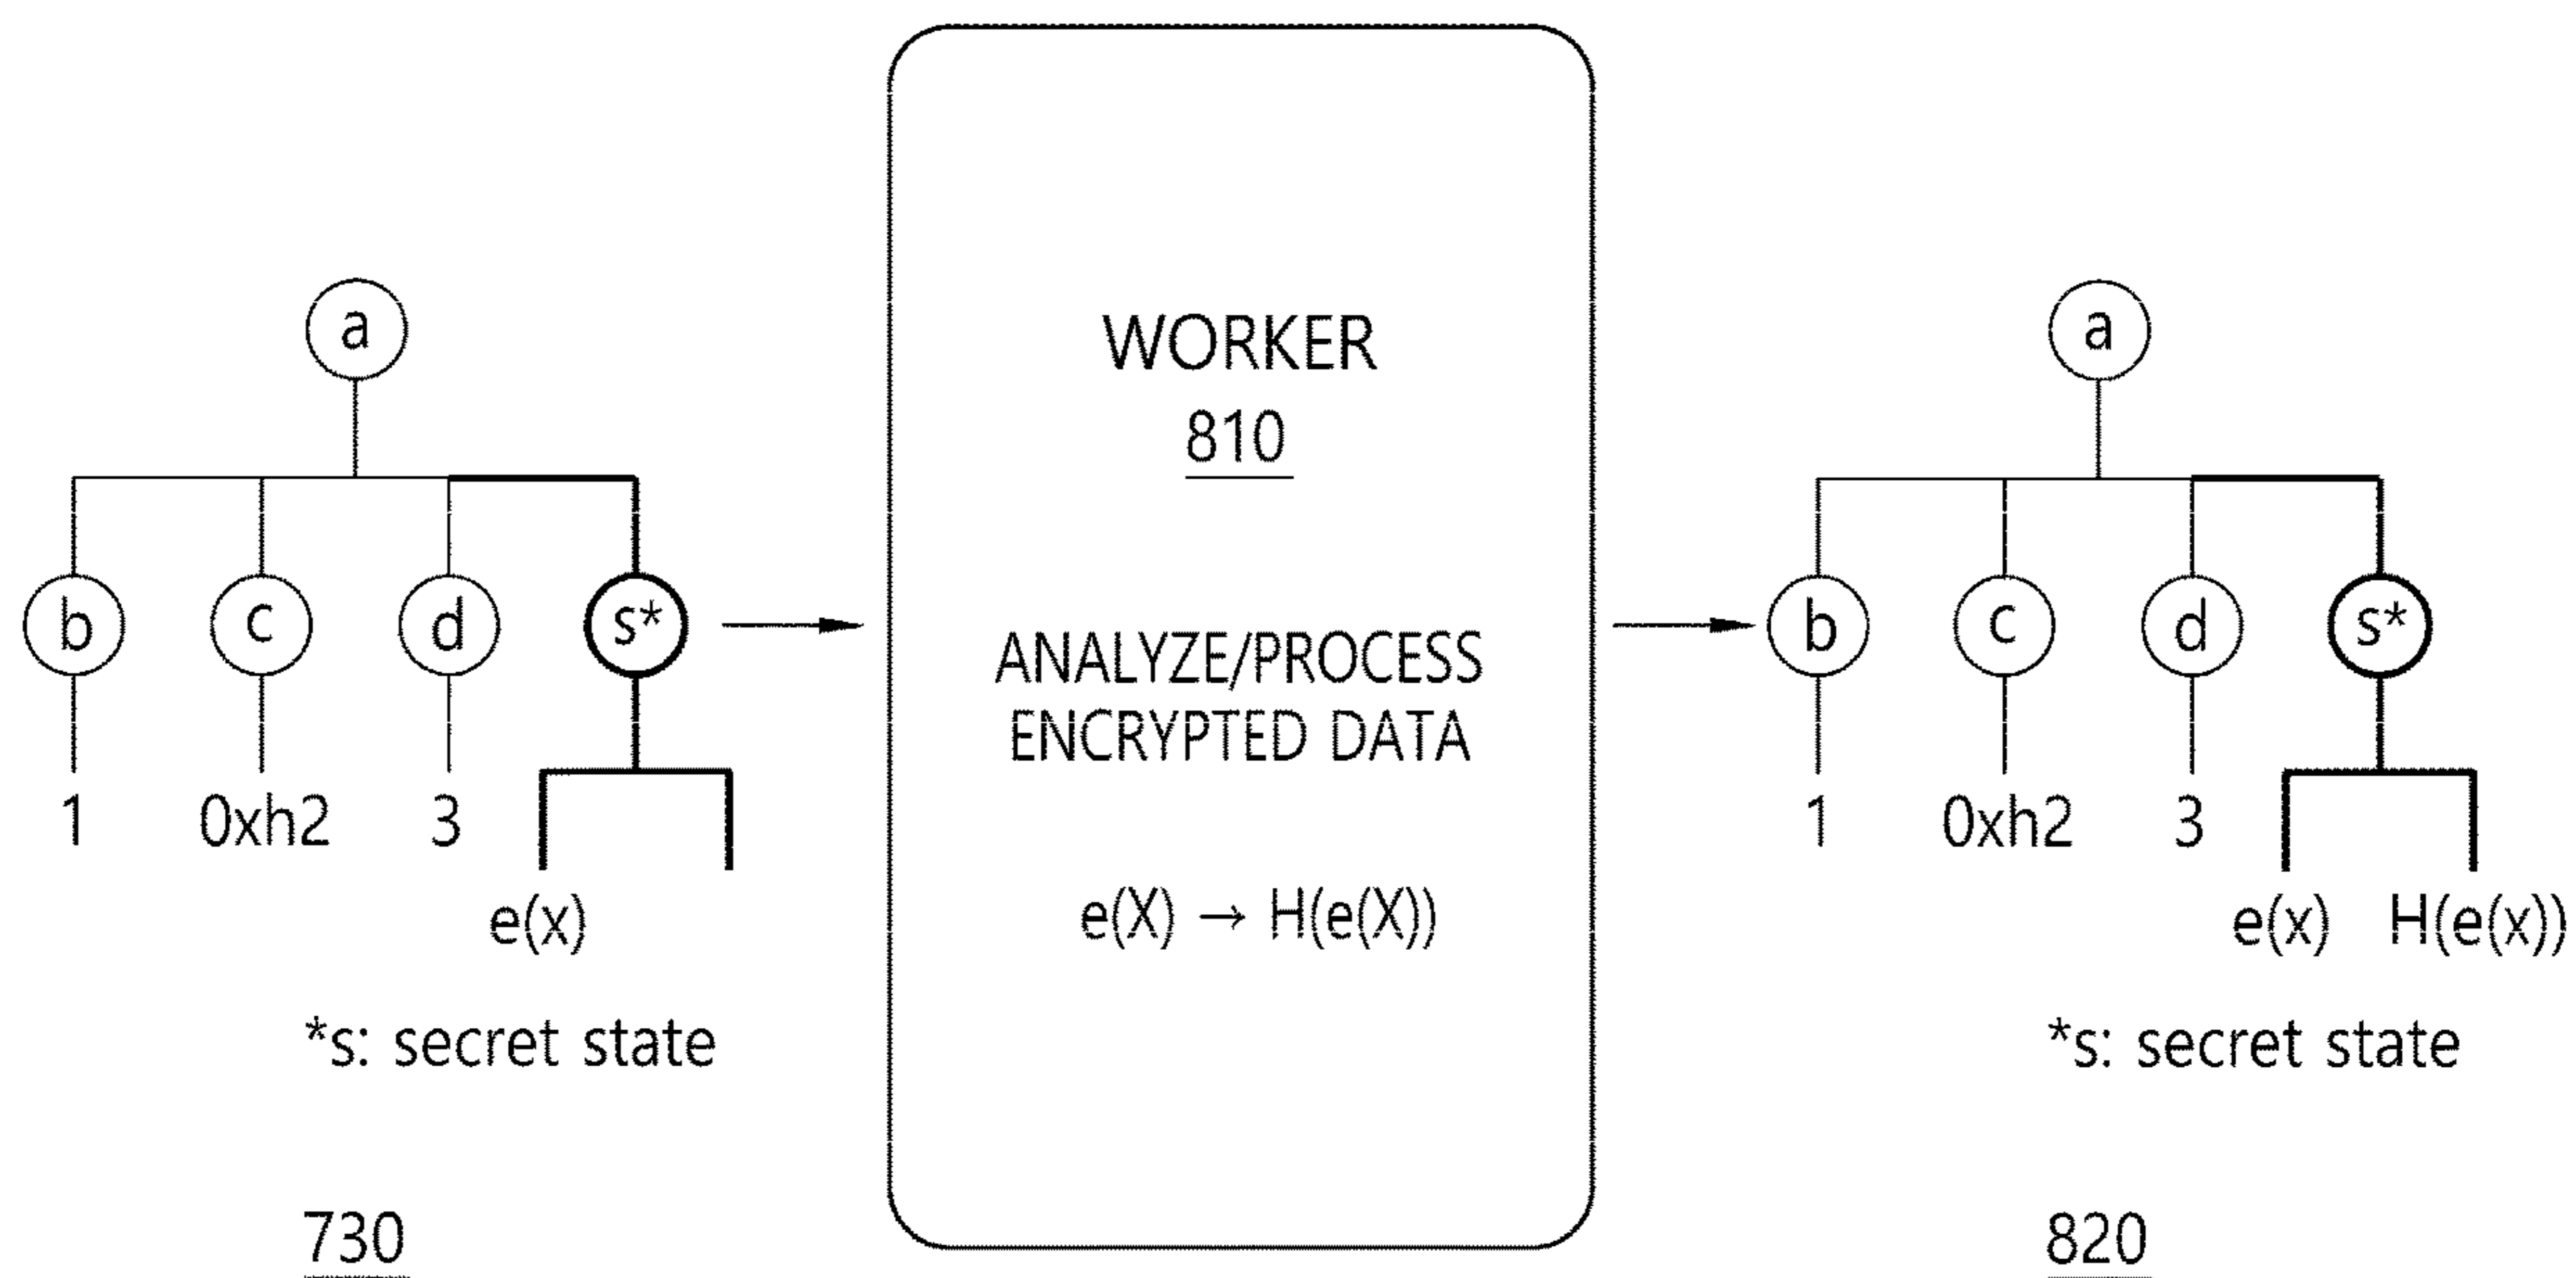 a
b c d s*
1 0xh2 3
e(x)
*s: secret state
730
WORKER
810
ANALYZE/PROCESS
ENCRYPTED DATA
e(X) → H(e(X))
a
b c d s*
1 0xh2 3
e(x) H(e(x))
*s: secret state
820